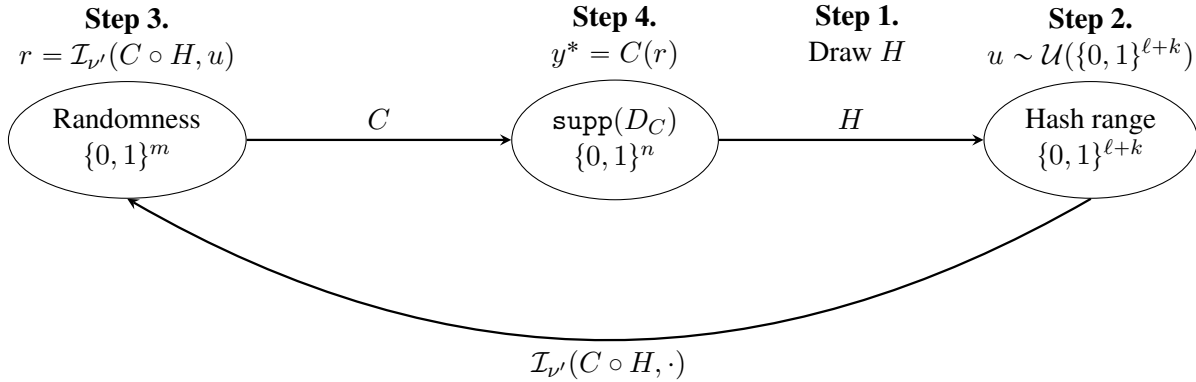 Step 3.
r = 𝓘_{ν′}(C ∘ H, u)
Step 4.
y* = C(r)
Step 1.
Draw H
Step 2.
u ∼ 𝓤({0, 1}^{ℓ+k})
Randomness
{0, 1}^m
C
supp(D_C)
{0, 1}^n
H
Hash range
{0, 1}^{ℓ+k}
𝓘_{ν′}(C ∘ H, ·)